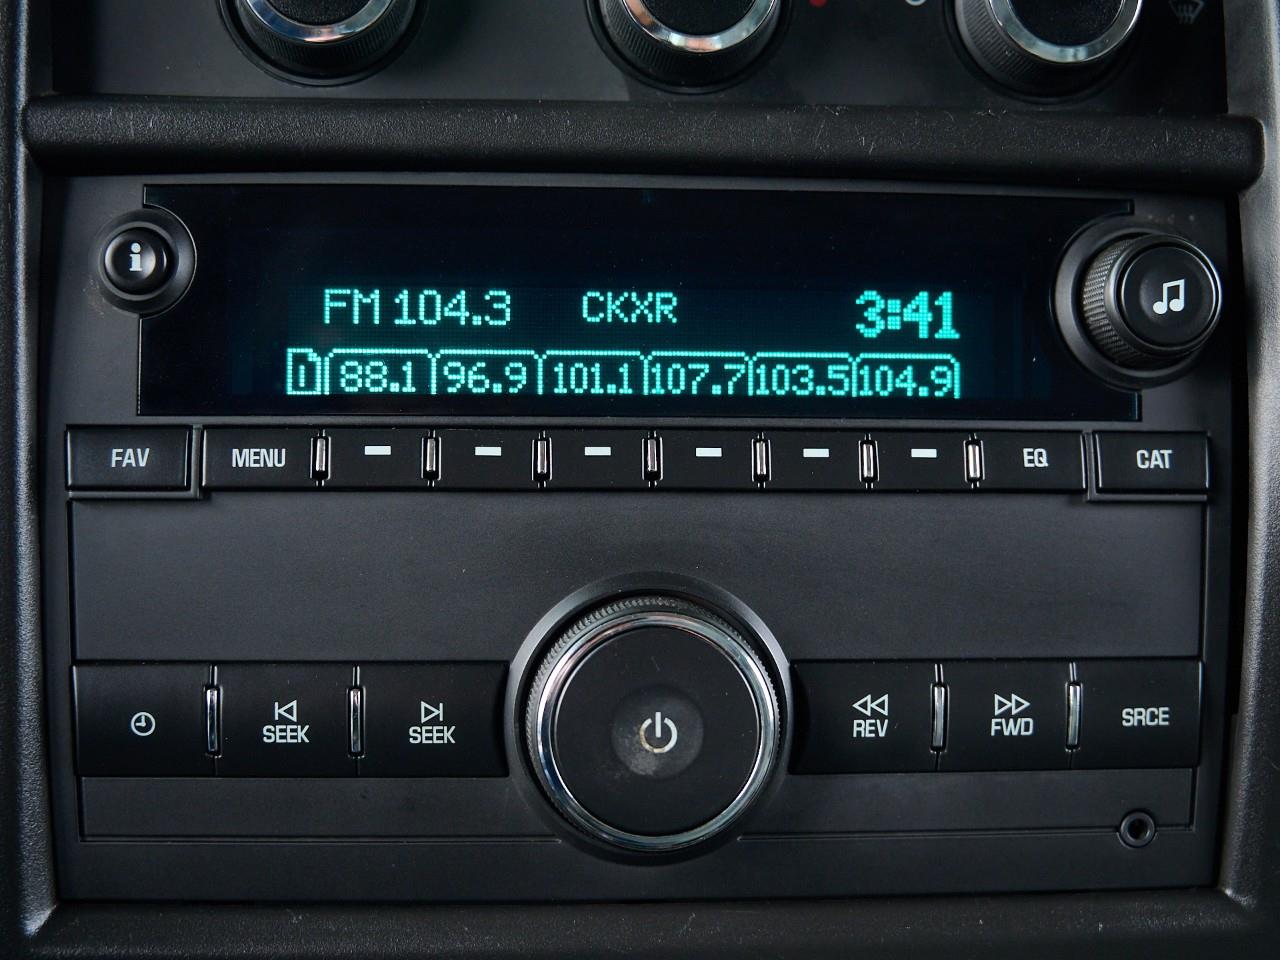 i
FM 104.3 CKXR 3:41
1 88.1 96.9 101.1 107.7 103.5 104.9
FAV MENU EQ CAT
SEEK SEEK REV FWD SRCE